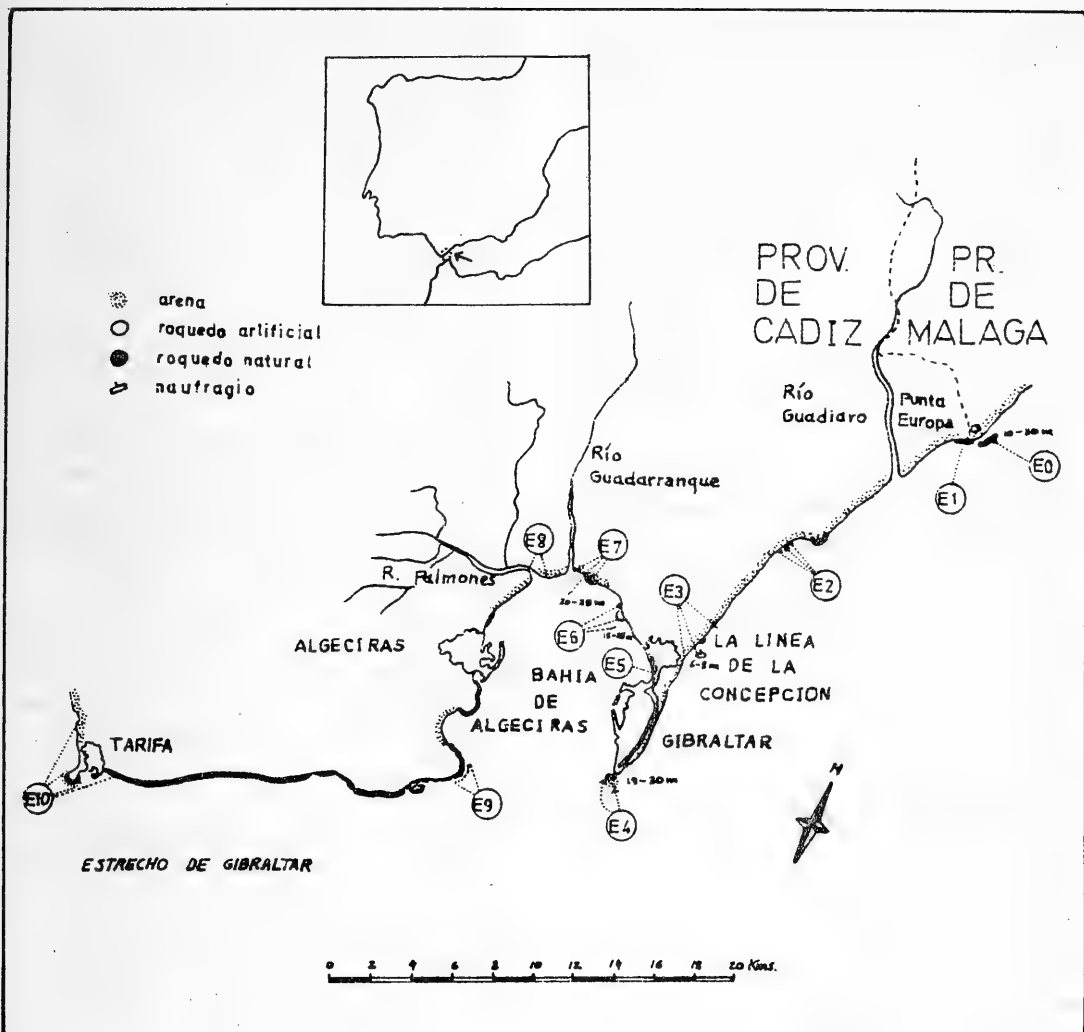 arena
roquedo artificial
roquedo natural
naufragio
PROV.
DE
CADIZ
PR.
DE
MALAGA
Río
Guadiaro
Punta
Europa
E0
E1
Río
Guadarranque
E8
E7
R. Palmones
E2
E3
E6
ALGECIRAS
E5
LA LINEA
6-8m DE LA
CONCEPCION
BAHIA
DE
ALGECIRAS
GIBRALTAR
TARIFA
E10
E9
E4
N
ESTRECHO DE GIBRALTAR
0 2 4 6 8 10 12 14 16 18 20 Kms.